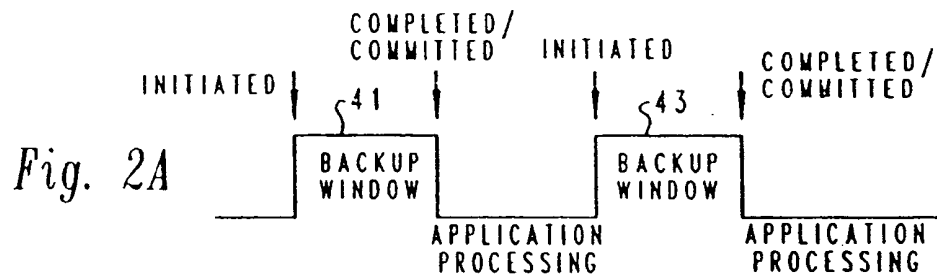 COMPLETED/
COMMITTED
INITIATED
INITIATED
COMPLETED/
COMMITTED
41
43
Fig. 2A
BACKUP
WINDOW
BACKUP
WINDOW
APPLICATION
PROCESSING
APPLICATION
PROCESSING